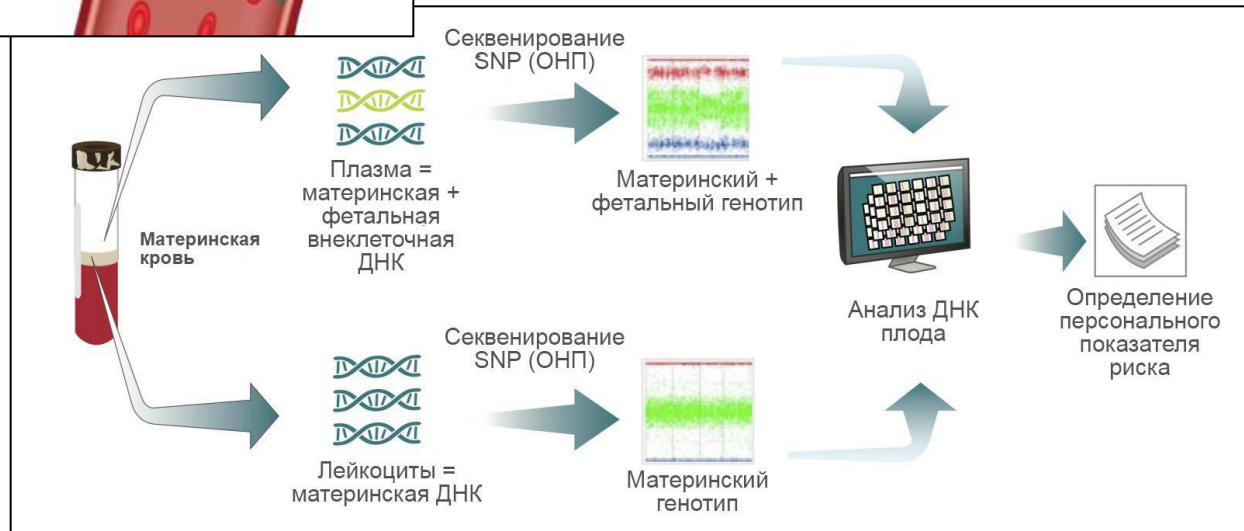 Секвенирование
SNP (ОНП)
Плазма =
материнская +
фетальная
внеклеточная
ДНК
Материнский +
фетальный генотип
Материнская
кровь
Анализ ДНК
плода
Определение
персонального
показателя
риска
Секвенирование
SNP (ОНП)
Лейкоциты =
материнская ДНК
Материнский
генотип